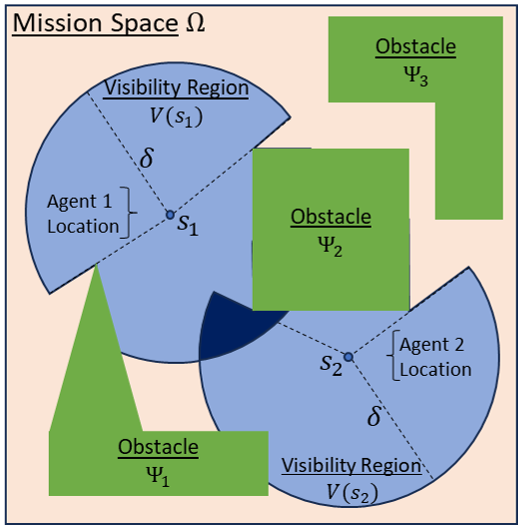 Mission Space Ω
Obstacle
Ψ₃
Visibility Region
V(s₁)
δ
Agent 1
Location
s₁
Obstacle
Ψ₂
s₂
Agent 2
Location
δ
Obstacle
Ψ₁
Visibility Region
V(s₂)